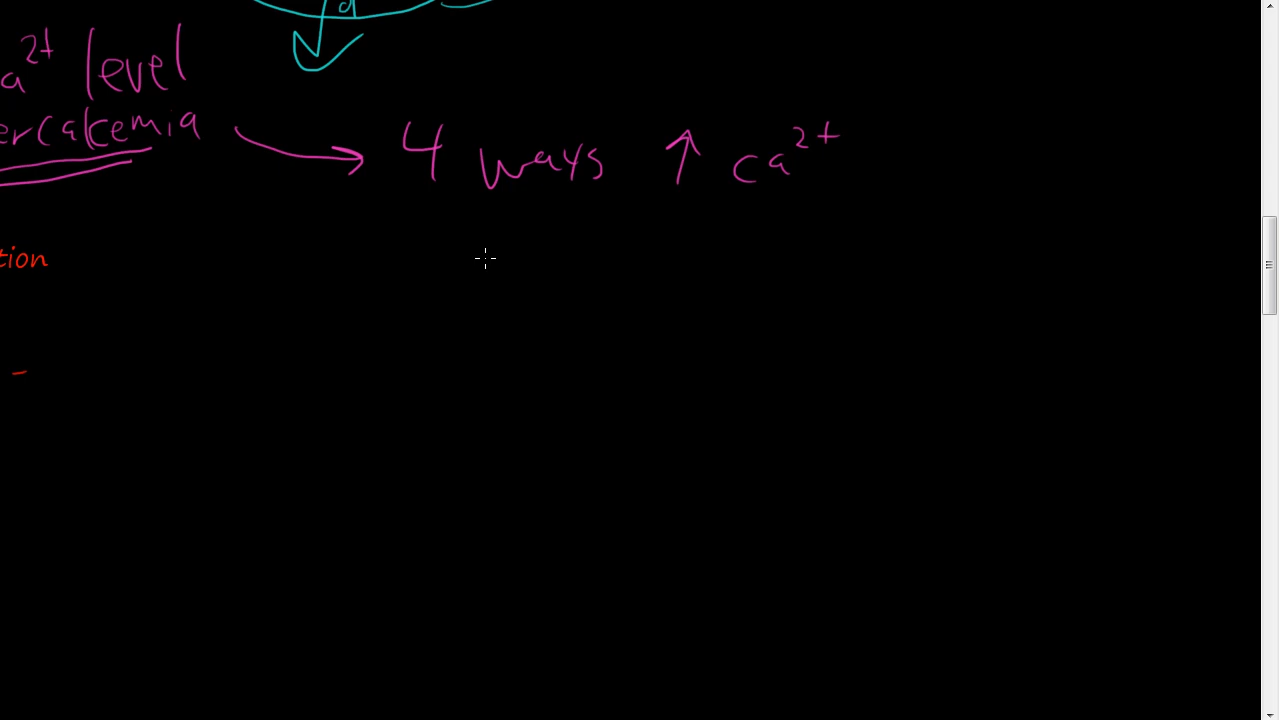 d
a²⁺ level
ercalcemia → 4 ways ↑ ca²⁺
tion
-